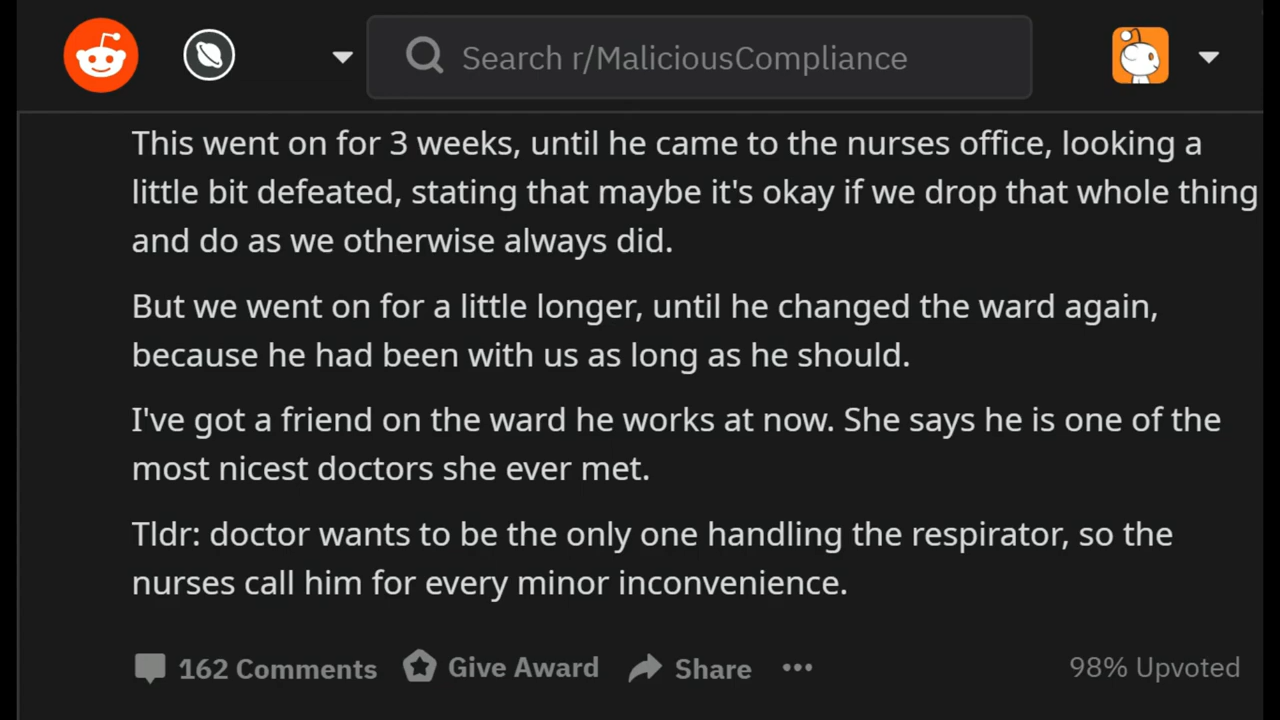 Search r/MaliciousCompliance
This went on for 3 weeks, until he came to the nurses office, looking a
little bit defeated, stating that maybe it's okay if we drop that whole thing
and do as we otherwise always did.
But we went on for a little longer, until he changed the ward again,
because he had been with us as long as he should.
I've got a friend on the ward he works at now. She says he is one of the
most nicest doctors she ever met.
Tldr: doctor wants to be the only one handling the respirator, so the
nurses call him for every minor inconvenience.
162 Comments Give Award Share ••• 98% Upvoted